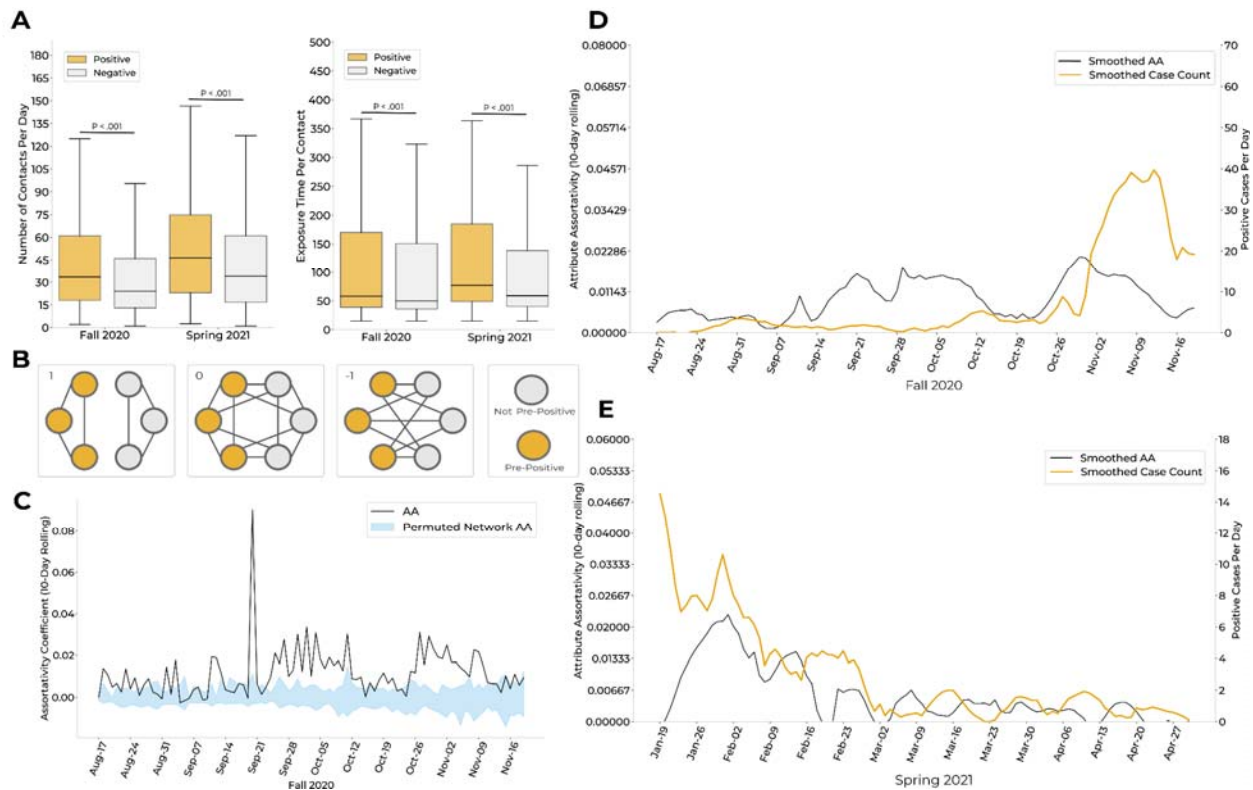 A
Number of Contacts Per Day
180
165
150
135
120
105
90
75
60
45
30
15
0
Positive
Negative
P < .001
P < .001
Fall 2020
Spring 2021
Exposure Time Per Contact
500
450
400
350
300
250
200
150
100
50
0
Positive
Negative
P < .001
P < .001
Fall 2020
Spring 2021
B
1
0
-1
Not Pre-Positive
Pre-Positive
C
Assortativity Coefficient (10-Day Rolling)
0.08
0.06
0.04
0.02
0.00
AA
Permuted Network AA
Aug-17
Aug-24
Aug-31
Sep-07
Sep-14
Sep-21
Sep-28
Oct-05
Oct-12
Oct-19
Oct-26
Nov-02
Nov-09
Nov-16
Fall 2020
D
Attribute Assortativity (10-day rolling)
0.08000
0.06857
0.05714
0.04571
0.03429
0.02286
0.01143
0.00000
Smoothed AA
Smoothed Case Count
70
60
50
40
30
20
10
0
Positive Cases Per Day
Aug-17
Aug-24
Aug-31
Sep-07
Sep-14
Sep-21
Sep-28
Oct-05
Oct-12
Oct-19
Oct-26
Nov-02
Nov-09
Nov-16
Fall 2020
E
Attribute Assortativity (10-day rolling)
0.06000
0.05333
0.04667
0.04000
0.03333
0.02667
0.02000
0.01333
0.00667
0.00000
Smoothed AA
Smoothed Case Count
18
16
14
12
10
8
6
4
2
0
Positive Cases Per Day
Jan-19
Jan-26
Feb-02
Feb-09
Feb-16
Feb-23
Mar-02
Mar-09
Mar-16
Mar-23
Mar-30
Apr-06
Apr-13
Apr-20
Apr-27
Spring 2021